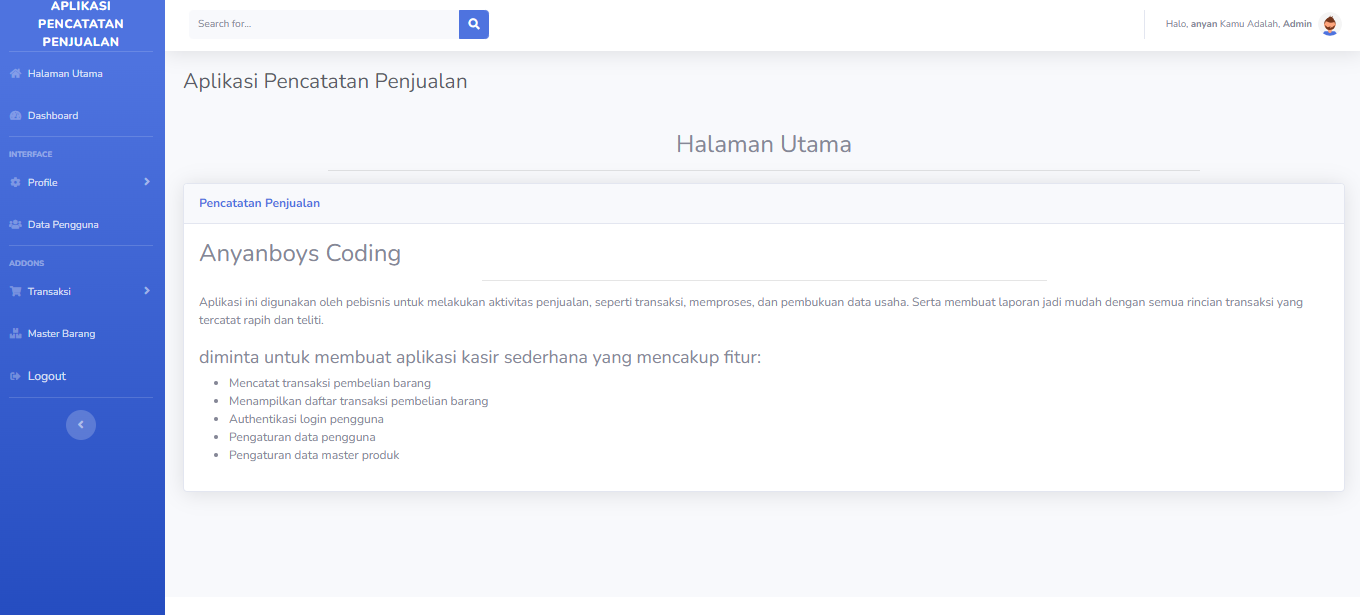 APLIKASI
PENCATATAN
PENJUALAN
Halaman Utama
Dashboard
INTERFACE
Profile
Data Pengguna
ADDONS
Transaksi
Master Barang
Logout
Search for...
Halo, anyan Kamu Adalah, Admin
Aplikasi Pencatatan Penjualan
Halaman Utama
Pencatatan Penjualan
Anyanboys Coding
Aplikasi ini digunakan oleh pebisnis untuk melakukan aktivitas penjualan, seperti transaksi, memproses, dan pembukuan data usaha. Serta membuat laporan jadi mudah dengan semua rincian transaksi yang
tercatat rapih dan teliti.
diminta untuk membuat aplikasi kasir sederhana yang mencakup fitur:
• Mencatat transaksi pembelian barang
• Menampilkan daftar transaksi pembelian barang
• Authentikasi login pengguna
• Pengaturan data pengguna
• Pengaturan data master produk